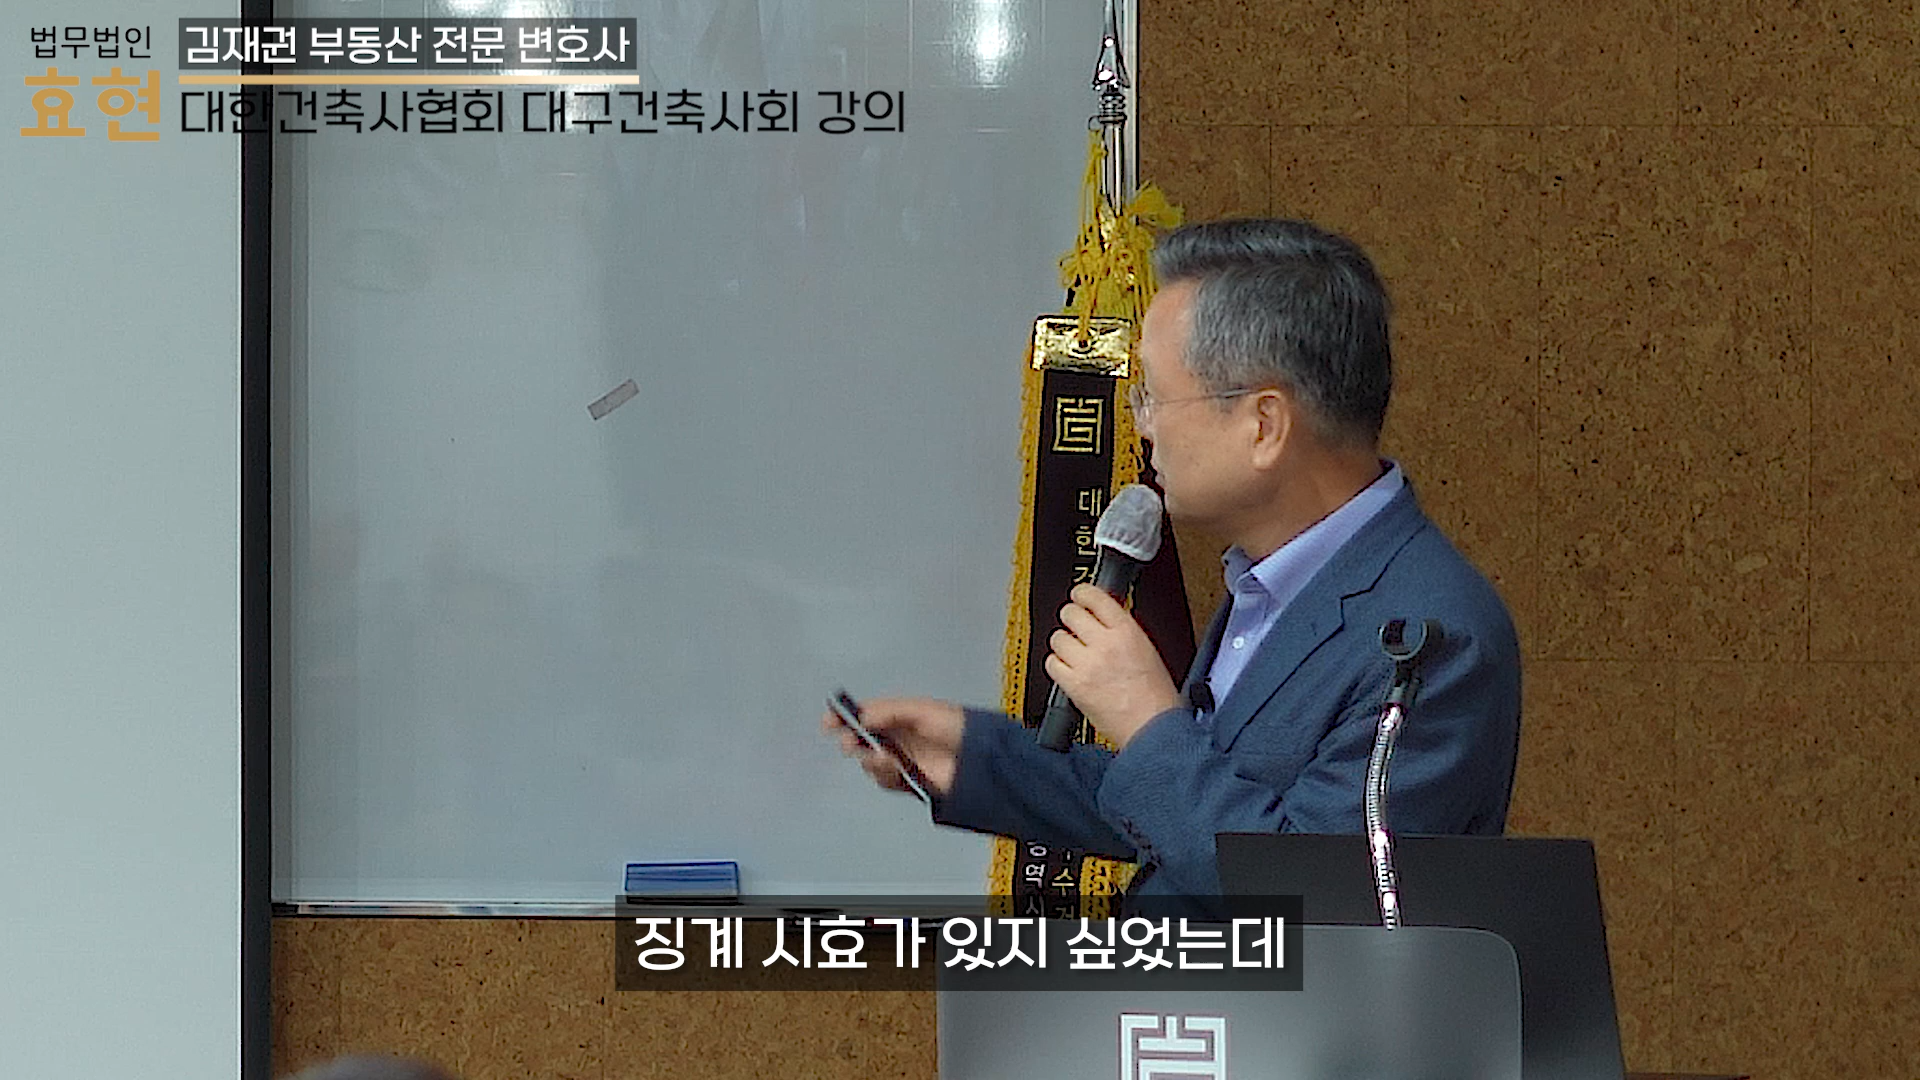 법무법인
효현
김재권 부동산 전문 변호사
대한건축사협회 대구건축사회 강의
대한
징계 시효가 있지 싶었는데